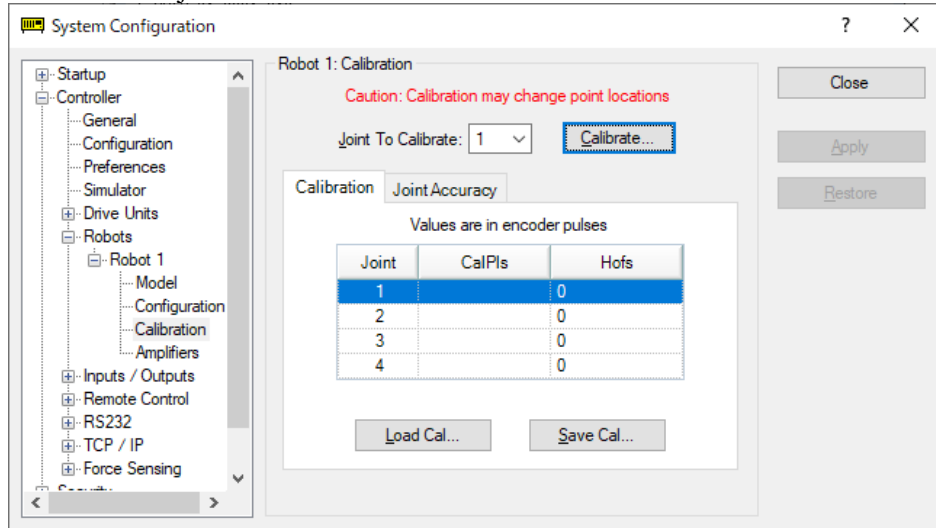 System Configuration
?
Startup
Controller
General
Configuration
Preferences
Simulator
Drive Units
Robots
Robot 1
Model
Configuration
Calibration
Amplifiers
Inputs / Outputs
Remote Control
RS232
TCP / IP
Force Sensing
Robot 1: Calibration
Caution: Calibration may change point locations
Joint To Calibrate: 1 Calibrate...
Calibration Joint Accuracy
Values are in encoder pulses
Joint CalPls Hofs
1 0
2 0
3 0
4 0
Load Cal... Save Cal...
Close
Apply
Restore